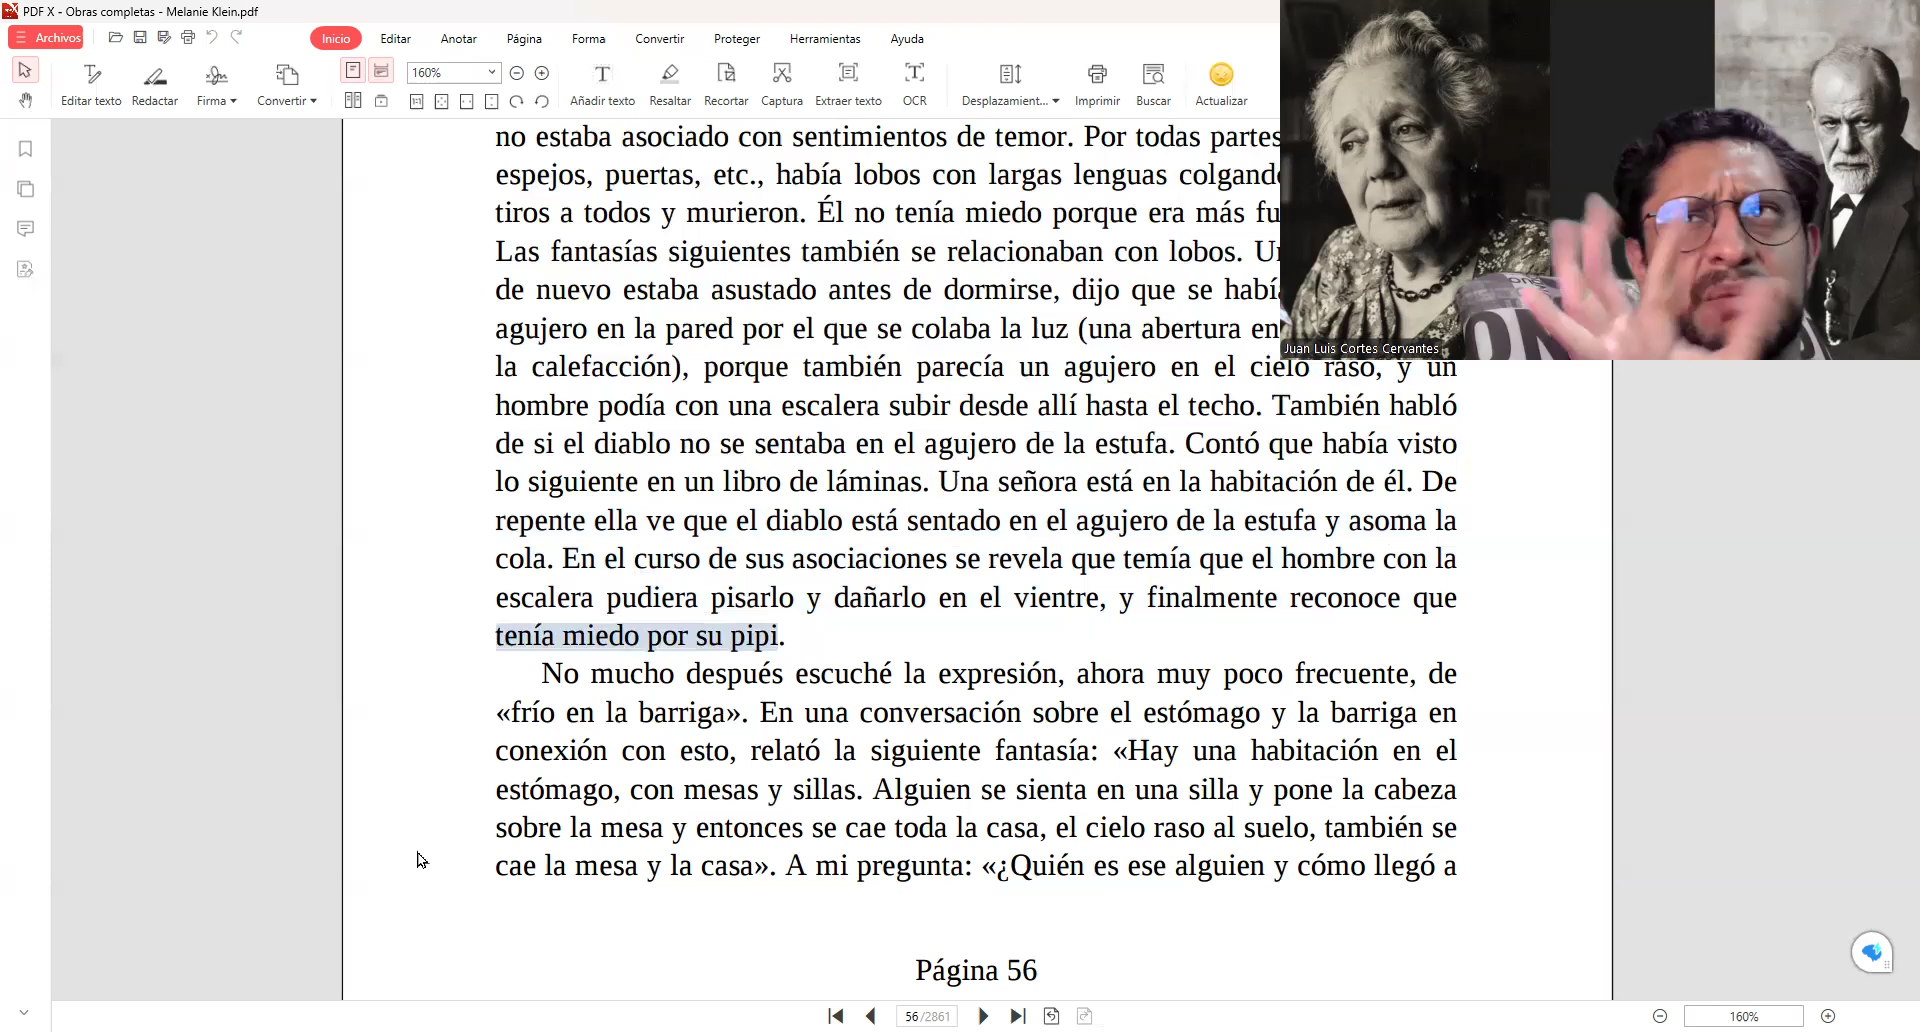 PDF X - Obras completas - Melanie Klein.pdf
Archivos
Inicio
Editar
Anotar
Página
Forma
Convertir
Proteger
Herramientas
Ayuda
160%
Editar texto
Redactar
Firma
Convertir
Añadir texto
Resaltar
Recortar
Captura
Extraer texto
OCR
Desplazamient...
Imprimir
Buscar
Actualizar
no estaba asociado con sentimientos de temor. Por todas partes
espejos, puertas, etc., había lobos con largas lenguas colgand
tiros a todos y murieron. Él no tenía miedo porque era más fu
Las fantasías siguientes también se relacionaban con lobos. Un
de nuevo estaba asustado antes de dormirse, dijo que se habí
agujero en la pared por el que se colaba la luz (una abertura en
la calefacción), porque también parecía un agujero en el cielo raso, y un
hombre podía con una escalera subir desde allí hasta el techo. También habló
de si el diablo no se sentaba en el agujero de la estufa. Contó que había visto
lo siguiente en un libro de láminas. Una señora está en la habitación de él. De
repente ella ve que el diablo está sentado en el agujero de la estufa y asoma la
cola. En el curso de sus asociaciones se revela que temía que el hombre con la
escalera pudiera pisarlo y dañarlo en el vientre, y finalmente reconoce que
tenía miedo por su pipi.
No mucho después escuché la expresión, ahora muy poco frecuente, de
«frío en la barriga». En una conversación sobre el estómago y la barriga en
conexión con esto, relató la siguiente fantasía: «Hay una habitación en el
estómago, con mesas y sillas. Alguien se sienta en una silla y pone la cabeza
sobre la mesa y entonces se cae toda la casa, el cielo raso al suelo, también se
cae la mesa y la casa». A mi pregunta: «¿Quién es ese alguien y cómo llegó a
Página 56
Juan Luis Cortes Cervantes
56/2861
160%